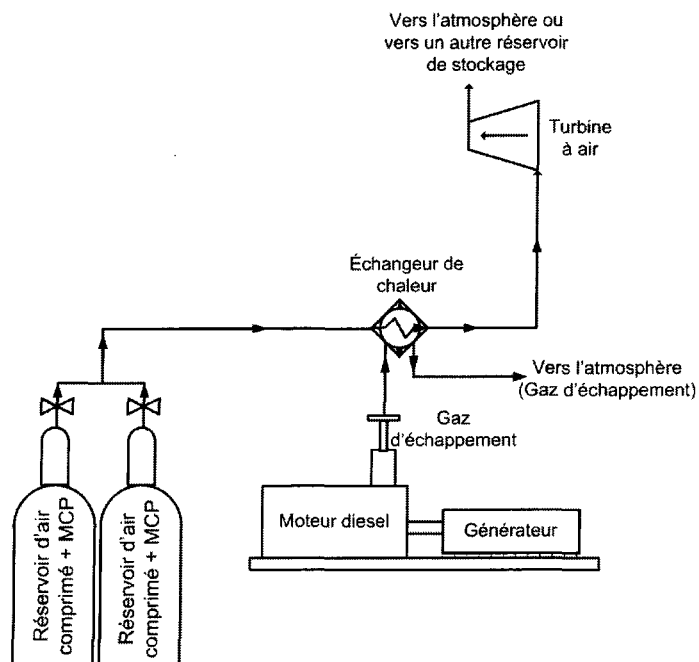 Vers l'atmosphère ou
vers un autre réservoir
de stockage
Turbine
à air
Échangeur de
chaleur
Vers l'atmosphère
(Gaz d'échappement)
Gaz
d'échappement
Moteur diesel
Générateur
Réservoir d'air
comprimé + MCP
Réservoir d'air
comprimé + MCP